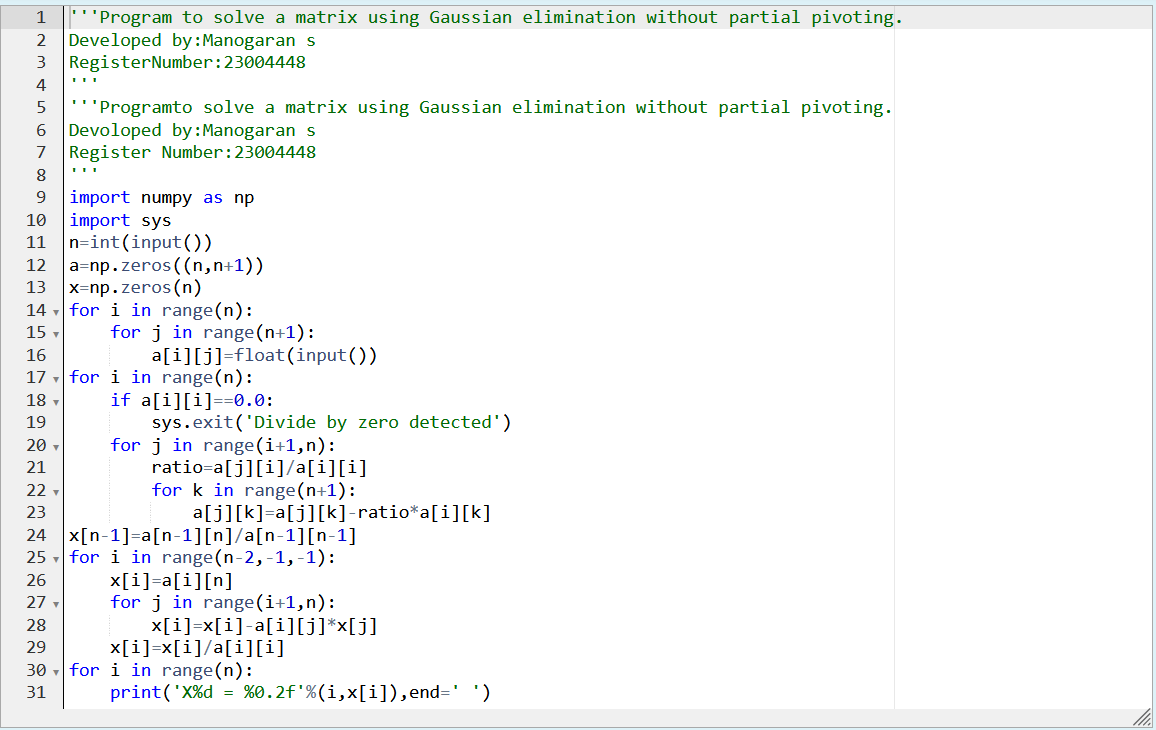 1 '''Program to solve a matrix using Gaussian elimination without partial pivoting.
2 Developed by:Manogaran s
3 RegisterNumber:23004448
4 '''
5 '''Programto solve a matrix using Gaussian elimination without partial pivoting.
6 Devoloped by:Manogaran s
7 Register Number:23004448
8 '''
9 import numpy as np
10 import sys
11 n=int(input())
12 a=np.zeros((n,n+1))
13 x=np.zeros(n)
14 for i in range(n):
15     for j in range(n+1):
16         a[i][j]=float(input())
17 for i in range(n):
18     if a[i][i]==0.0:
19         sys.exit('Divide by zero detected')
20     for j in range(i+1,n):
21         ratio=a[j][i]/a[i][i]
22         for k in range(n+1):
23             a[j][k]=a[j][k]-ratio*a[i][k]
24 x[n-1]=a[n-1][n]/a[n-1][n-1]
25 for i in range(n-2,-1,-1):
26     x[i]=a[i][n]
27     for j in range(i+1,n):
28         x[i]=x[i]-a[i][j]*x[j]
29     x[i]=x[i]/a[i][i]
30 for i in range(n):
31     print('X%d = %0.2f'%(i,x[i]),end=' ')